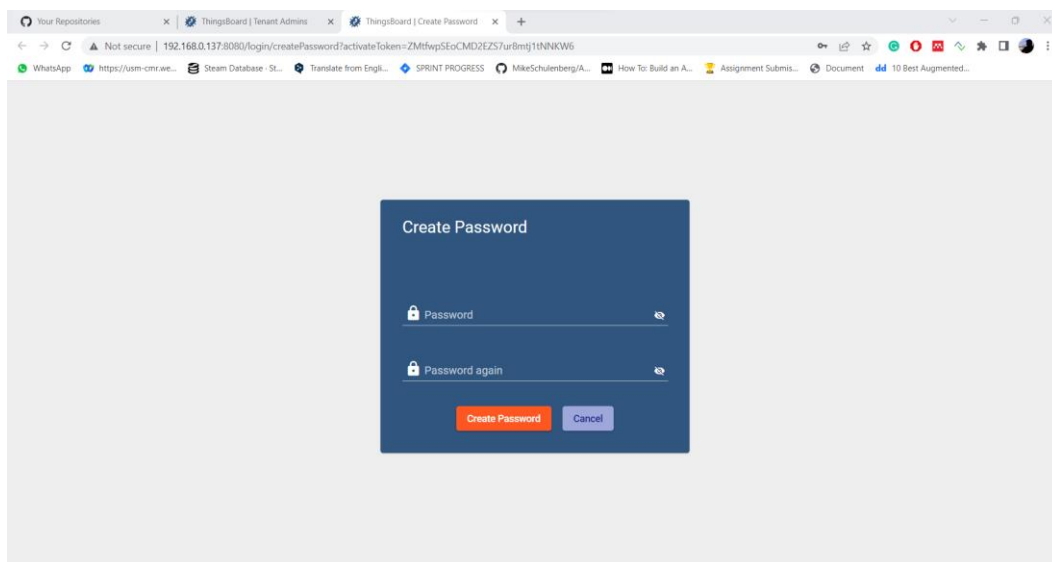 Your Repositories
ThingsBoard | Tenant Admins
ThingsBoard | Create Password
Not secure | 192.168.0.137:8080/login/createPassword?activateToken=ZMtfwpSEoCMD2EZS7ur8mtj1tNNKW6
WhatsApp https://usm-cmr.we... Steam Database · St... Translate from Engli... SPRINT PROGRESS MikeSchulenberg/A... How To: Build an A... Assignment Submis... Document dd 10 Best Augmented...
Create Password
Password
Password again
Create Password Cancel